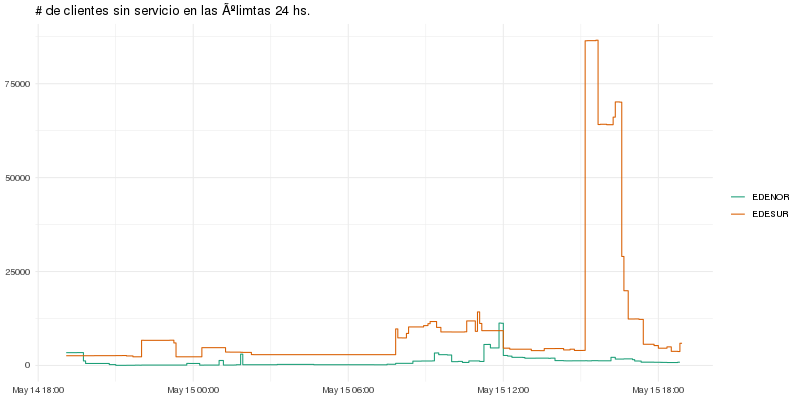 # de clientes sin servicio en las Ãºlimtas 24 hs.
75000
50000
25000
0
May 14 18:00
May 15 00:00
May 15 06:00
May 15 12:00
May 15 18:00
EDENOR
EDESUR